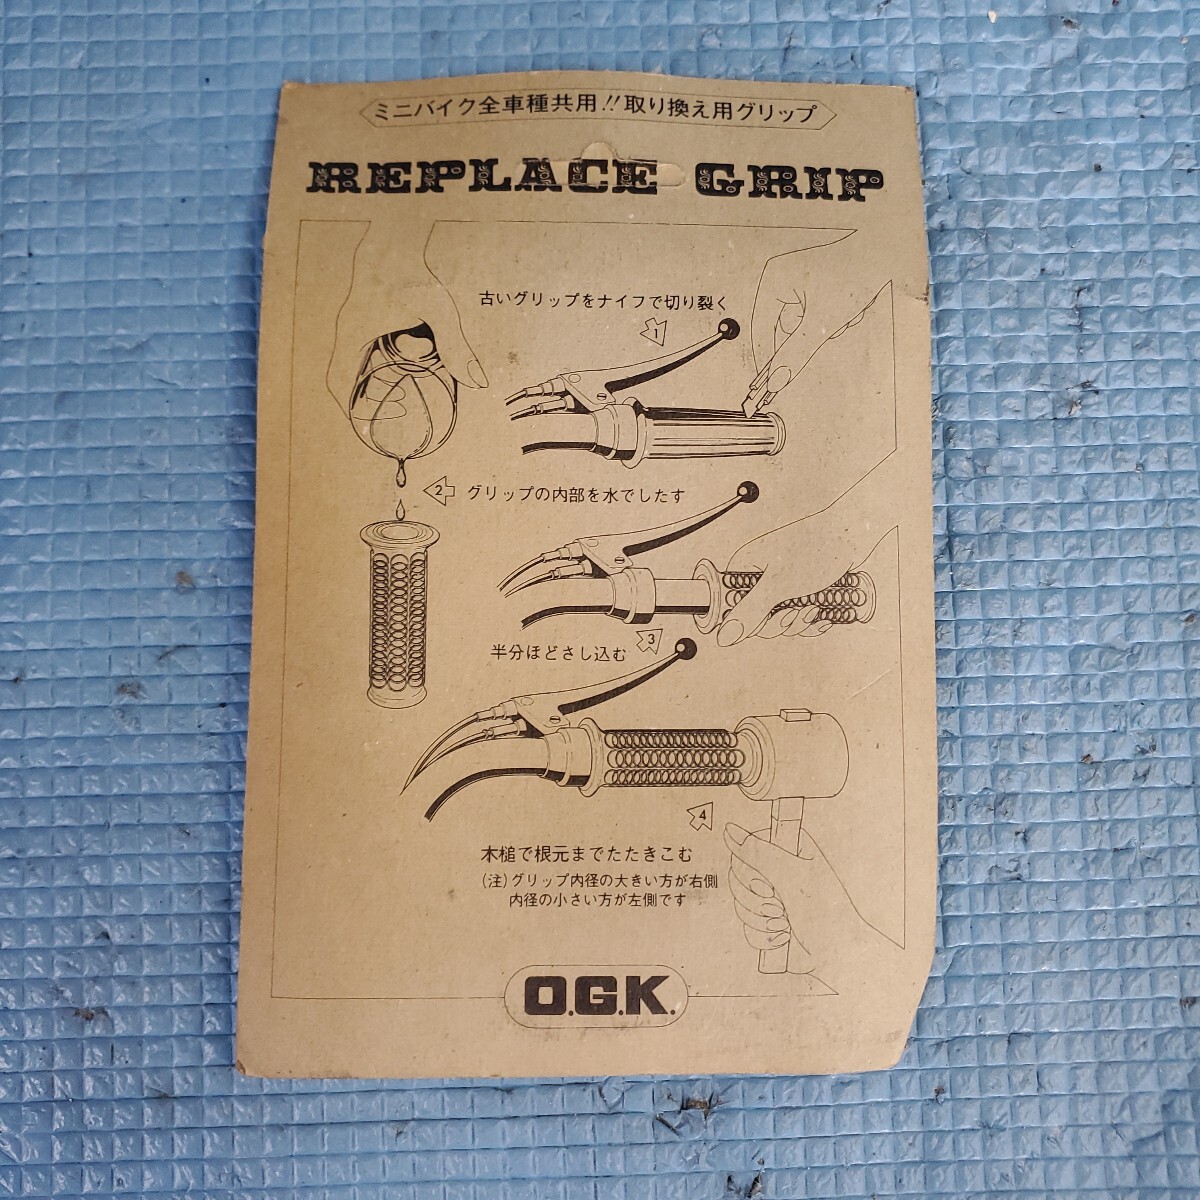 ミニバイク全車種共用!!取り換え用グリップ
REPLACE GRIP
古いグリップをナイフで切り裂く
1
2
グリップの内部を水でしたす
3
半分ほどさし込む
4
木槌で根元までたたきこむ
(注)グリップ内径の大きい方が右側
内径の小さい方が左側です
O.G.K.